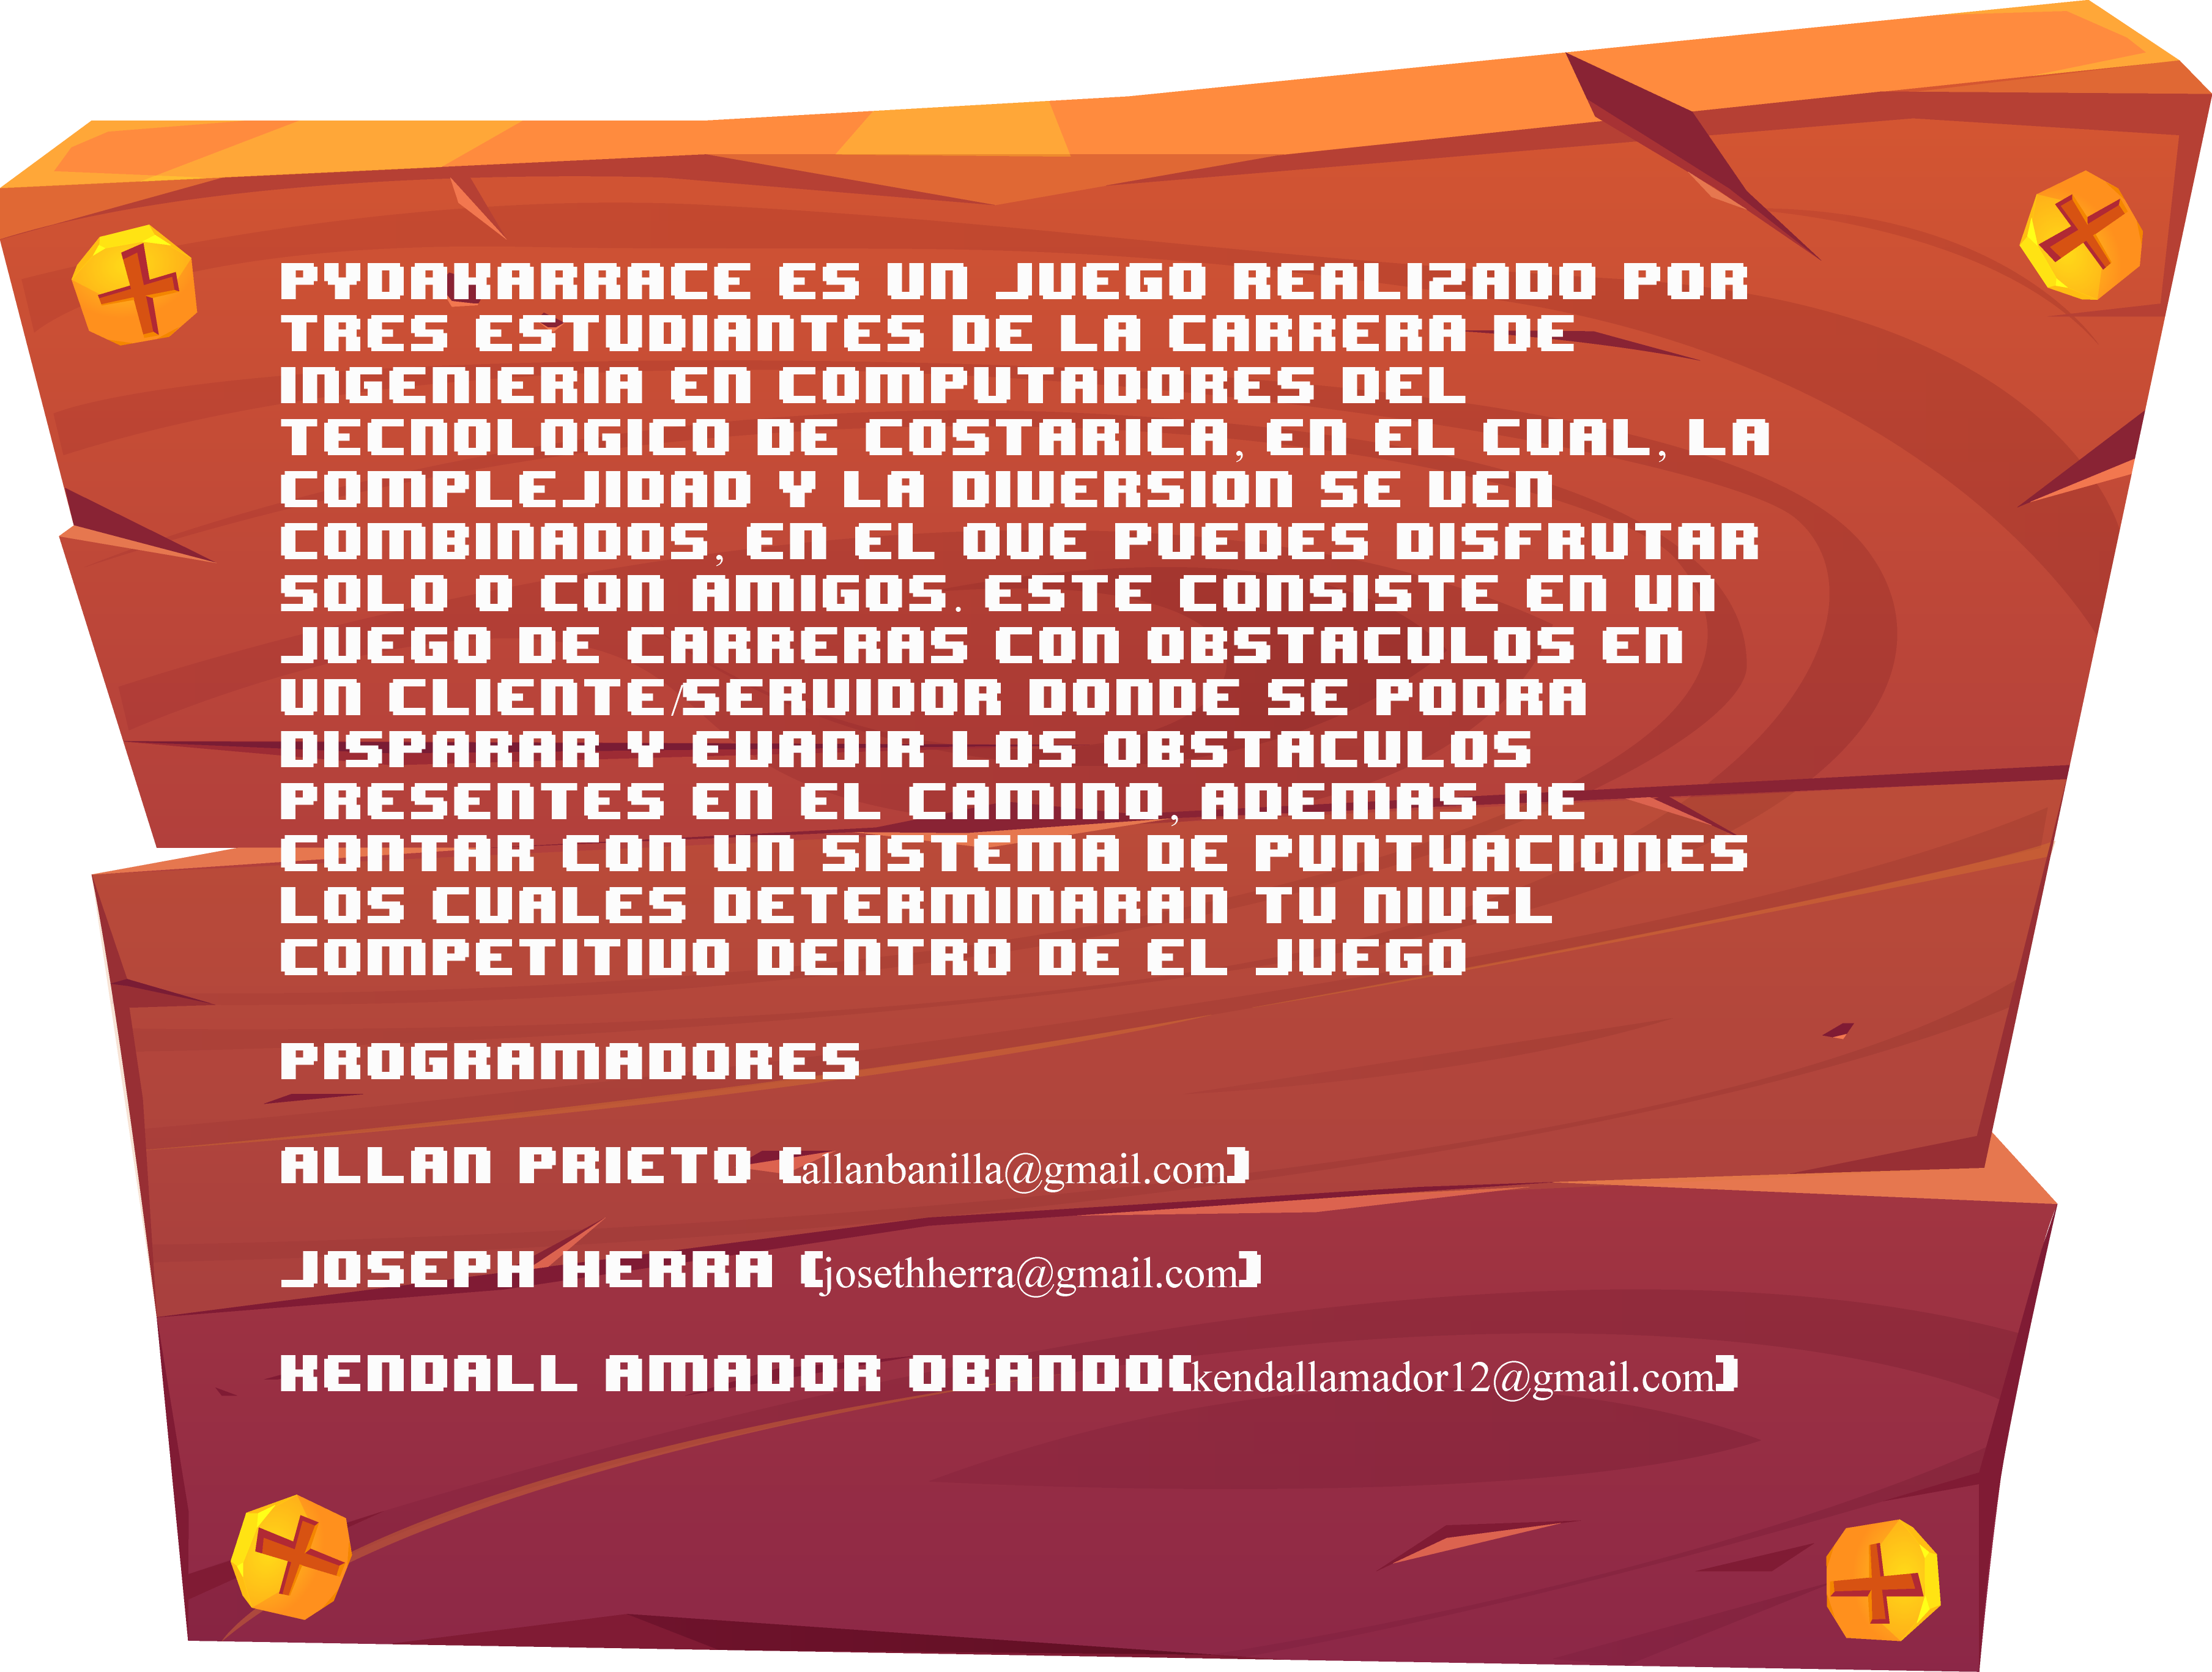 PYDAKARRACE ES UN JUEGO REALIZADO POR
TRES ESTUDIANTES DE LA CARRERA DE
INGENIERIA EN COMPUTADORES DEL
TECNOLOGICO DE COSTARICA, EN EL CUAL, LA
COMPLEJIDAD Y LA DIVERSIÓN SE VEN
COMBINADOS, EN EL QUE PUEDES DISFRUTAR
SOLO O CON AMIGOS. ESTE CONSISTE EN UN
JUEGO DE CARRERAS CON OBSTACULOS EN
UN CLIENTE/SERVIDOR DONDE SE PODRA
DISPARAR Y EVADIR LOS OBSTACULOS
PRESENTES EN EL CAMINO, ADEMAS DE
CONTAR CON UN SISTEMA DE PUNTUACIONES
LOS CUALES DETERMINARAN TU NIVEL
COMPETITIVO DENTRO DE EL JUEGO
PROGRAMADORES
ALLAN PRIETO (allanbanilla@gmail.com)
JOSEPH HERRA (josethherra@gmail.com)
KENDALL AMADOR OBANDO(kendallamador12@gmail.com)